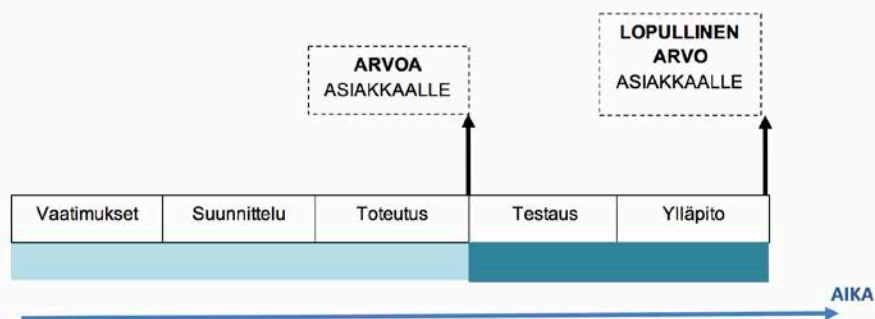 LOPULLINEN
ARVO
ASIAKKAALLE
ARVOA
ASIAKKAALLE
Vaatimukset
Suunnittelu
Toteutus
Testaus
Ylläpito
AIKA